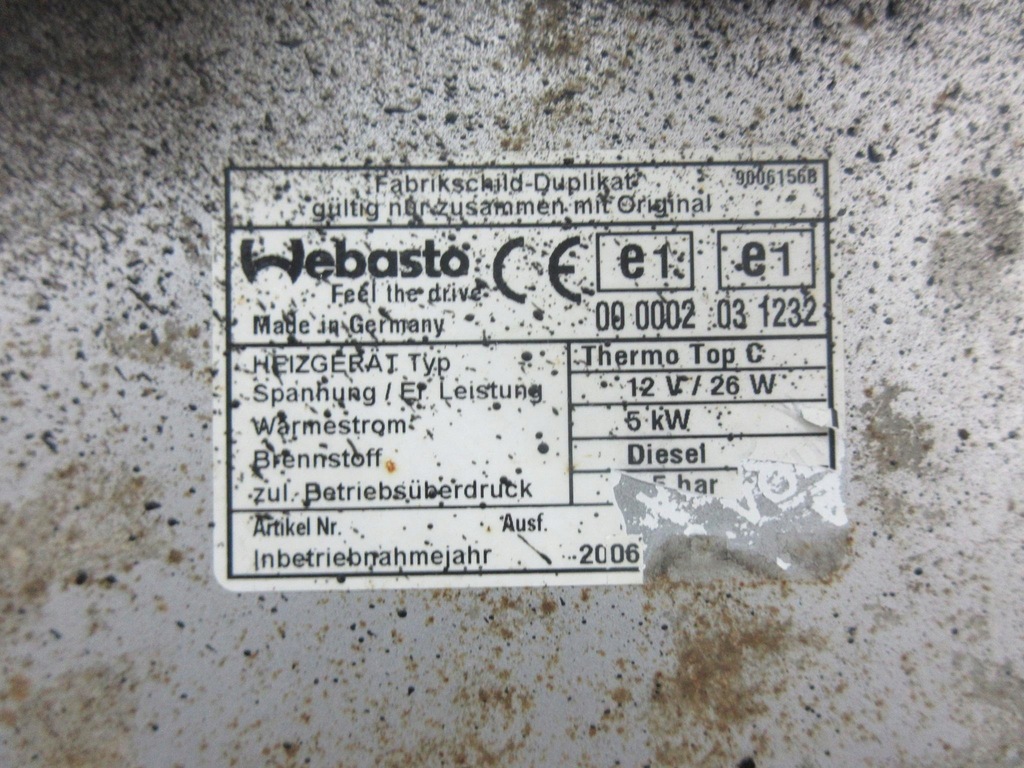 Fabrikschild-Duplikat 9006156B
gültig nur zusammen mit Original
Webasto CE e1 e1
Feel the drive
Made in Germany 00 0002 03 1232
HEIZGERÄT Typ Thermo Top C
Spannung / El Leistung 12 V / 26 W
Wärmestrom 5 kW
Brennstoff Diesel
zul. Betriebsüberdruck bar
Artikel Nr. Ausf.
Inbetriebnahmejahr 2006